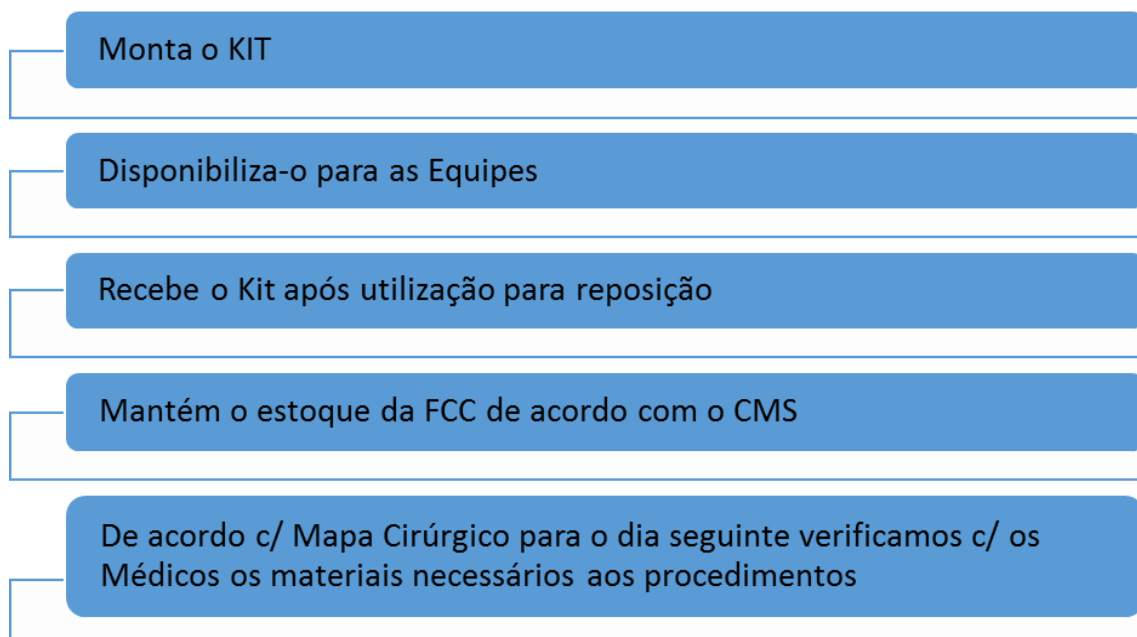 Monta o KIT
Disponibiliza-o para as Equipes
Recebe o Kit após utilização para reposição
Mantém o estoque da FCC de acordo com o CMS
De acordo c/ Mapa Cirúrgico para o dia seguinte verificamos c/ os
Médicos os materiais necessários aos procedimentos